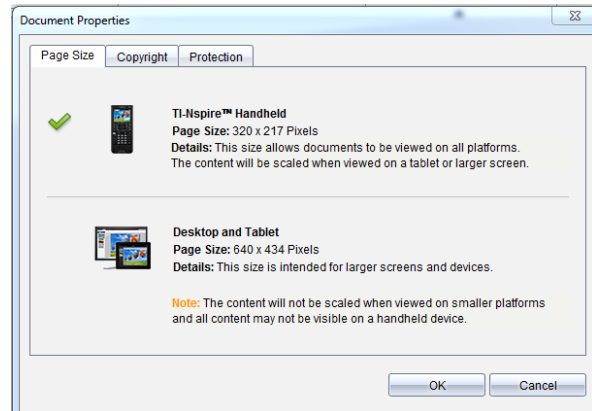 Document Properties
Page Size Copyright Protection
TI-Nspire™ Handheld
Page Size: 320 x 217 Pixels
Details: This size allows documents to be viewed on all platforms.
The content will be scaled when viewed on a tablet or larger screen.
Desktop and Tablet
Page Size: 640 x 434 Pixels
Details: This size is intended for larger screens and devices.
Note: The content will not be scaled when viewed on smaller platforms
and all content may not be visible on a handheld device.
OK Cancel